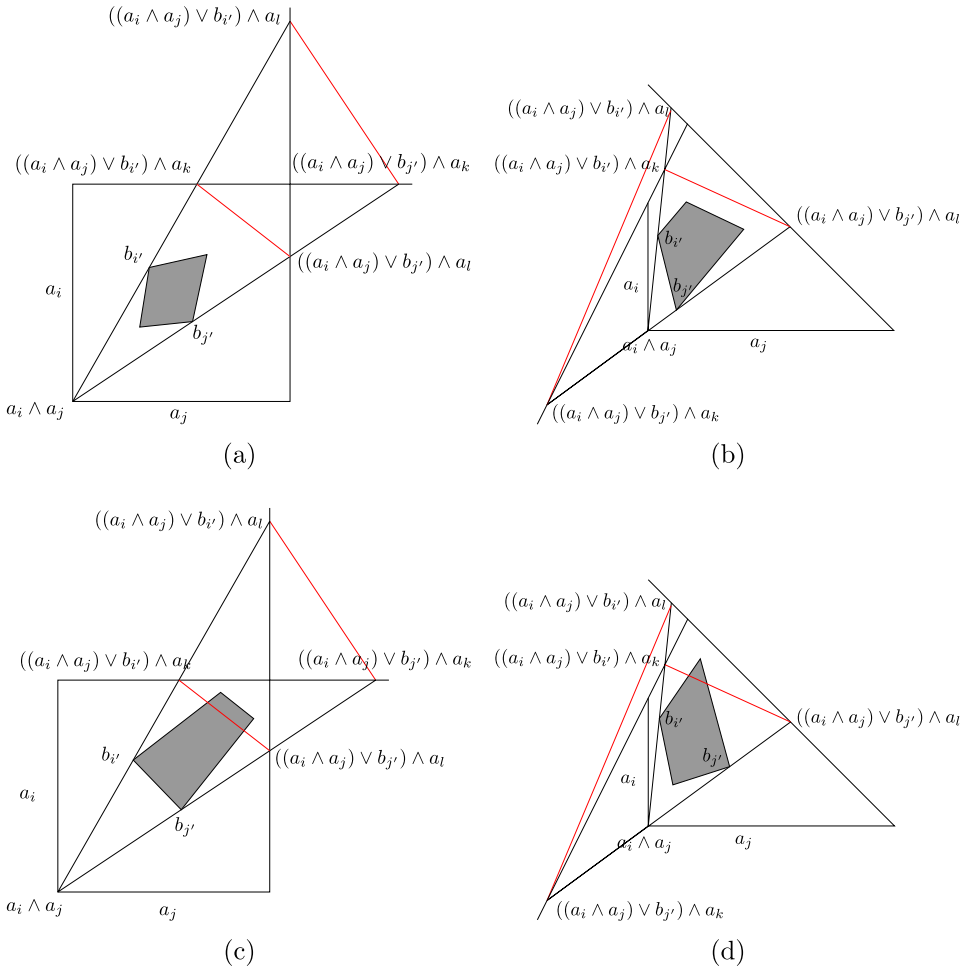 ((a_i ∧ a_j) ∨ b_{i'}) ∧ a_l
((a_i ∧ a_j) ∨ b_{i'}) ∧ a_k
((a_i ∧ a_j) ∨ b_{j'}) ∧ a_k
b_{i'}
((a_i ∧ a_j) ∨ b_{j'}) ∧ a_l
a_i
b_{j'}
a_i ∧ a_j
a_j
(a)
((a_i ∧ a_j) ∨ b_{i'}) ∧ a_l
((a_i ∧ a_j) ∨ b_{i'}) ∧ a_k
((a_i ∧ a_j) ∨ b_{j'}) ∧ a_l
b_{i'}
a_i
b_{j'}
a_i ∧ a_j
a_j
((a_i ∧ a_j) ∨ b_{j'}) ∧ a_k
(b)
((a_i ∧ a_j) ∨ b_{i'}) ∧ a_l
((a_i ∧ a_j) ∨ b_{i'}) ∧ a_k
((a_i ∧ a_j) ∨ b_{j'}) ∧ a_k
b_{i'}
((a_i ∧ a_j) ∨ b_{j'}) ∧ a_l
a_i
b_{j'}
a_i ∧ a_j
a_j
(c)
((a_i ∧ a_j) ∨ b_{i'}) ∧ a_l
((a_i ∧ a_j) ∨ b_{i'}) ∧ a_k
((a_i ∧ a_j) ∨ b_{j'}) ∧ a_l
b_{i'}
b_{j'}
a_i
a_i ∧ a_j
a_j
((a_i ∧ a_j) ∨ b_{j'}) ∧ a_k
(d)